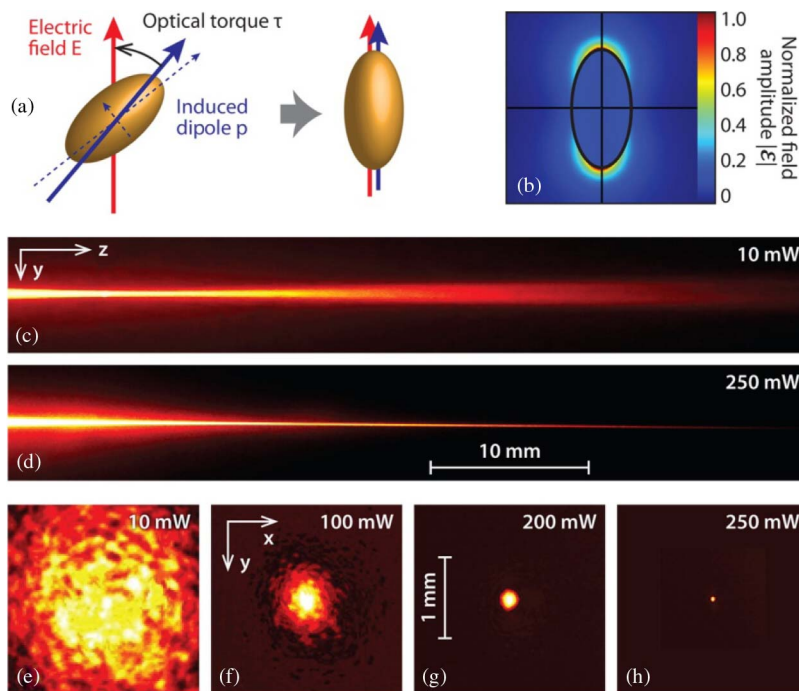 Electric
field E
Optical torque τ
(a)
Induced
dipole p
(b)
1.0
0.8
0.6
0.4
0.2
0
Normalized field
amplitude |ε|
z
y
10 mW
(c)
250 mW
(d)
10 mm
10 mW
(e)
100 mW
x
y
(f)
200 mW
1 mm
(g)
250 mW
(h)